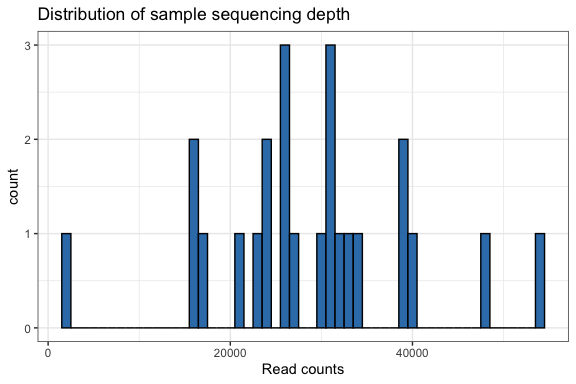 Distribution of sample sequencing depth
3
2
1
0
count
0 20000 40000
Read counts